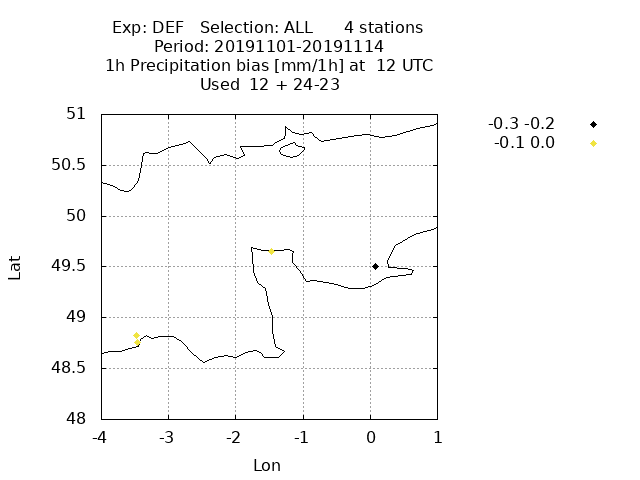 Exp: DEF   Selection: ALL      4 stations
Period: 20191101-20191114
1h Precipitation bias [mm/1h] at  12 UTC
Used  12 + 24-23
-0.3 -0.2
-0.1 0.0
51
50.5
50
49.5
49
48.5
48
Lat
-4 -3 -2 -1 0 1
Lon